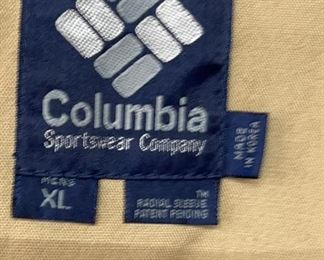 Columbia
Sportswear Company
MADE
IN KOREA
MENS
XL
TM
RADIAL SLEEVE
PATENT PENDING